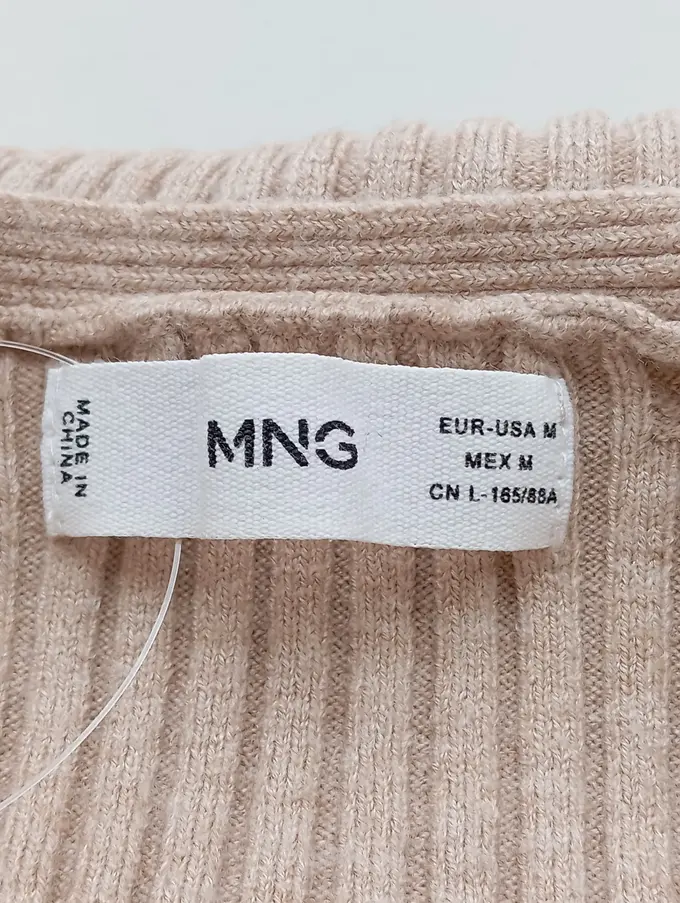 MADE IN
CHINA
MNG
EUR-USA M
MEX M
CN L-165/88A